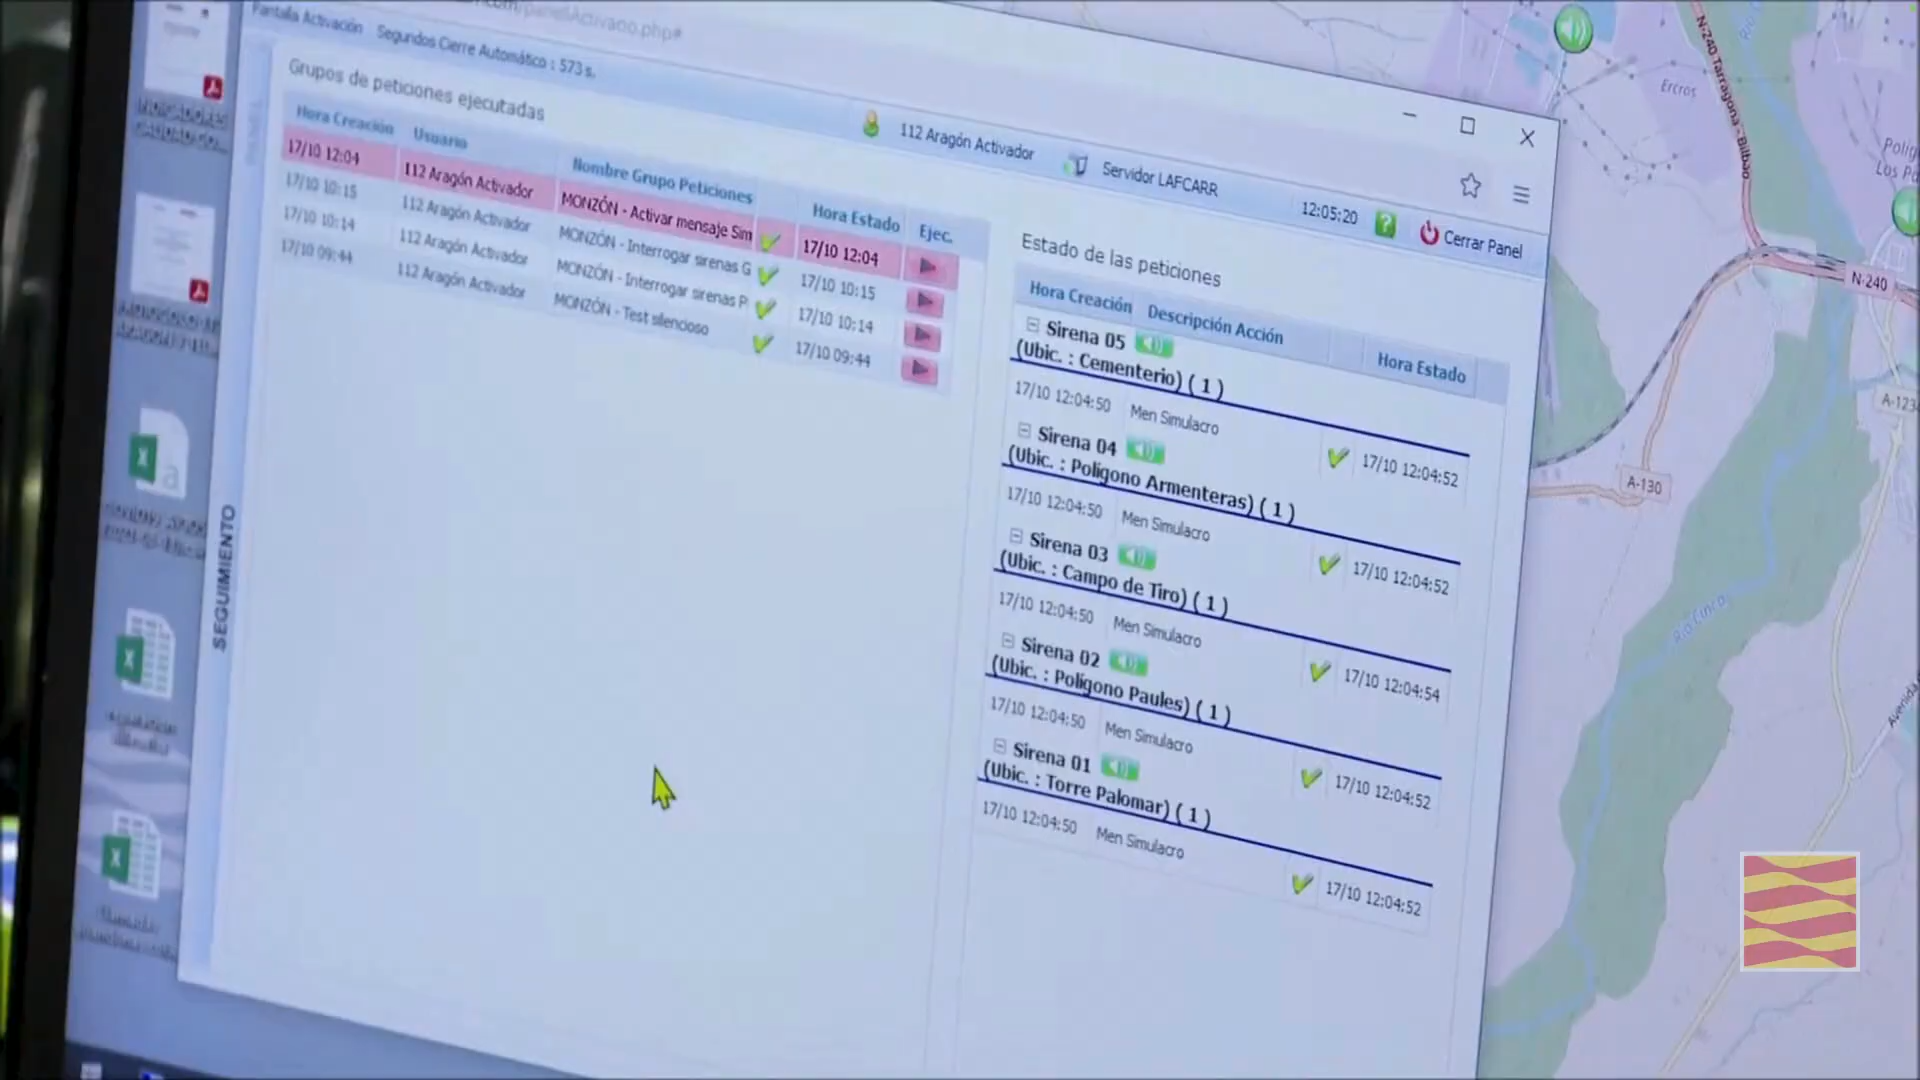 .com/panelActivado.php#
Pantalla Activación Segundos Cierre Automático : 573 s.
112 Aragón Activador Servidor LAFCARR 12:05:20 ? Cerrar Panel
Grupos de peticiones ejecutadas
Hora Creación Usuario Nombre Grupo Peticiones Hora Estado Ejec.
17/10 12:04 112 Aragón Activador MONZÓN - Activar mensaje Sim 17/10 12:04
17/10 10:15 112 Aragón Activador MONZÓN - Interrogar sirenas G 17/10 10:15
17/10 10:14 112 Aragón Activador MONZÓN - Interrogar sirenas P 17/10 10:14
17/10 09:44 112 Aragón Activador MONZÓN - Test silencioso 17/10 09:44
SEGUIMIENTO
Estado de las peticiones
Hora Creación Descripción Acción Hora Estado
Sirena 05
(Ubic. : Cementerio) ( 1 )
17/10 12:04:50 Men Simulacro 17/10 12:04:52
Sirena 04
(Ubic. : Polígono Armenteras) ( 1 )
17/10 12:04:50 Men Simulacro 17/10 12:04:52
Sirena 03
(Ubic. : Campo de Tiro) ( 1 )
17/10 12:04:50 Men Simulacro 17/10 12:04:54
Sirena 02
(Ubic. : Polígono Paules) ( 1 )
17/10 12:04:50 Men Simulacro 17/10 12:04:52
Sirena 01
(Ubic. : Torre Palomar) ( 1 )
17/10 12:04:50 Men Simulacro 17/10 12:04:52
Ercros
N-240 Tarragona - Bilbao
N-240
A-130
A-123
Río Cinca
Avenida